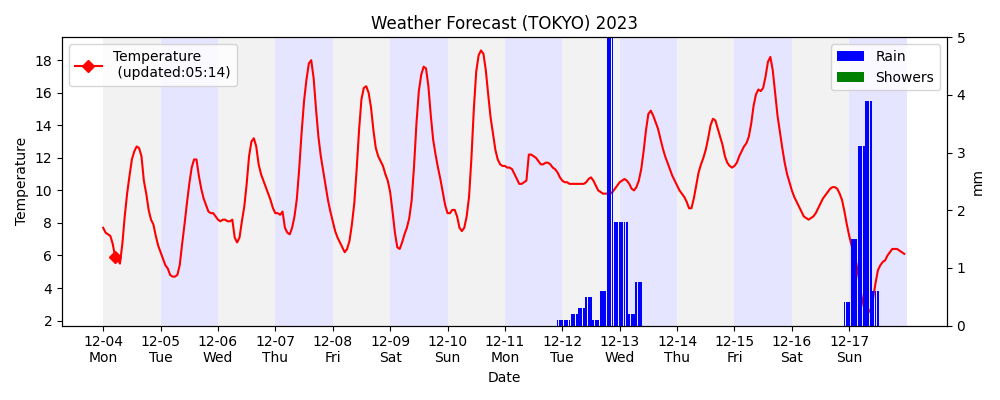 Weather Forecast (TOKYO) 2023
Temperature
(updated:05:14)
Rain
Showers
Temperature
18
16
14
12
10
8
6
4
2
5
4
3
2
1
0
mm
12-04 12-05 12-06 12-07 12-08 12-09 12-10 12-11 12-12 12-13 12-14 12-15 12-16 12-17
Mon Tue Wed Thu Fri Sat Sun Mon Tue Wed Thu Fri Sat Sun
Date